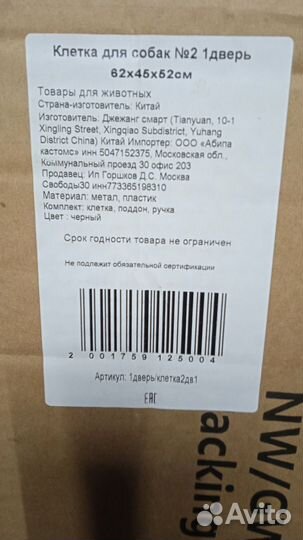 Клетка для собак №2 1дверь
62х45х52см
Товары для животных
Страна-изготовитель: Китай
Изготовитель: Джежанг смарт (Tianyuan, 10-1
Xingling Street, Xingqiao Subdistrict, Yuhang
District China) Китай Импортер: ООО «Абипа
кастомс» инн 5047152375, Московская обл.,
Коммунальный проезд 30 офис 203
Продавец: Ип Горшков Д.С. Москва
Свободы30 инн773365198310
Материал: метал, пластик
Комплект: клетка, поддон, ручка
Цвет : черный
Срок годности товара не ограничен
Не подлежит обязательной сертификации
2 001759 125004
Артикул: 1дверь/клетка2дв1
EAC
NW/GW
acking
Avito